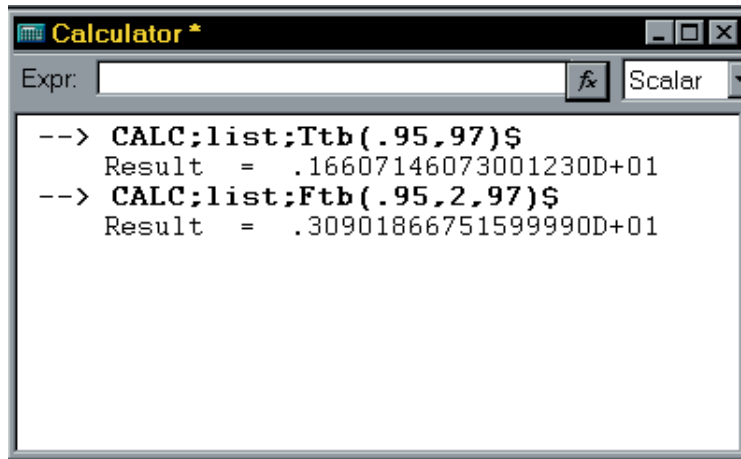 Calculator *
Expr: fx Scalar
--> CALC;list;Ttb(.95,97)$
Result = .16607146073001230D+01
--> CALC;list;Ftb(.95,2,97)$
Result = .30901866751599990D+01